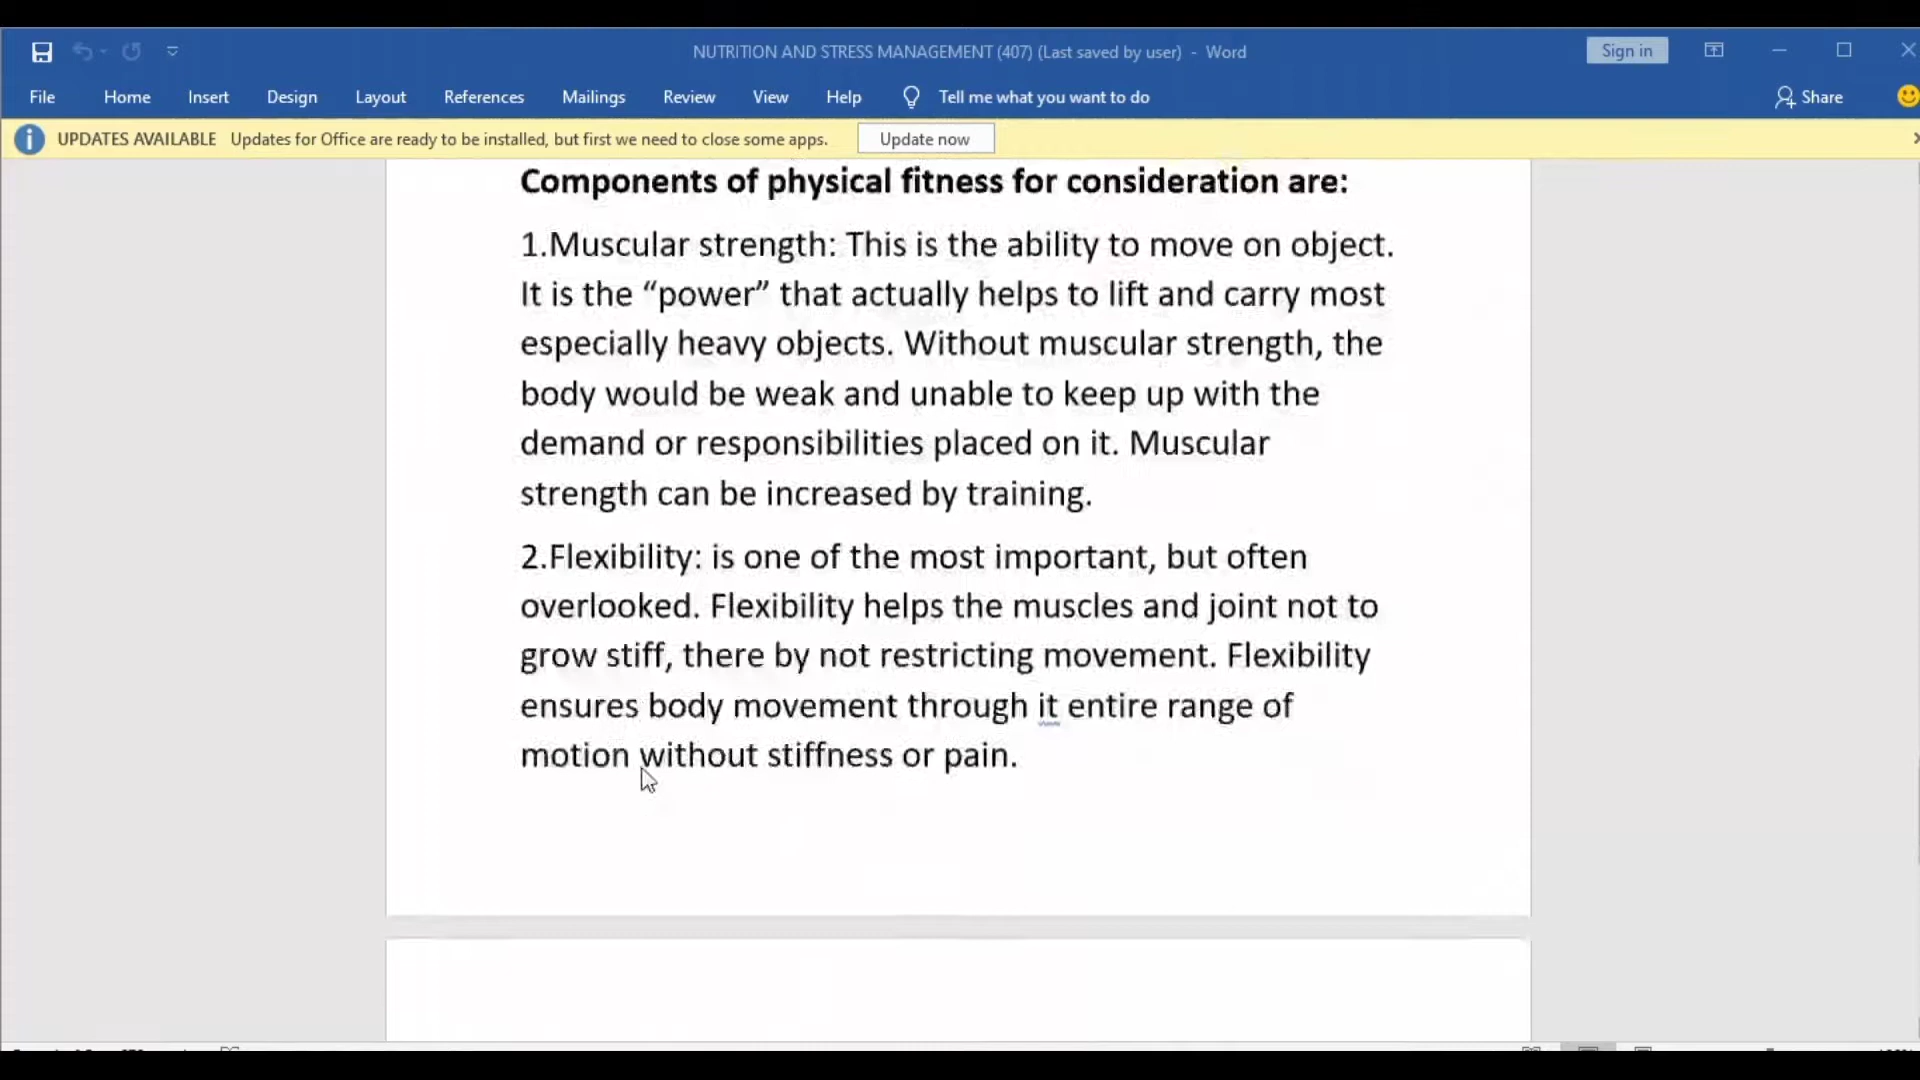 NUTRITION AND STRESS MANAGEMENT (407) (Last saved by user) - Word
Sign in
File Home Insert Design Layout References Mailings Review View Help Tell me what you want to do Share
UPDATES AVAILABLE Updates for Office are ready to be installed, but first we need to close some apps. Update now
Components of physical fitness for consideration are:
1.Muscular strength: This is the ability to move on object.
It is the “power” that actually helps to lift and carry most
especially heavy objects. Without muscular strength, the
body would be weak and unable to keep up with the
demand or responsibilities placed on it. Muscular
strength can be increased by training.
2.Flexibility: is one of the most important, but often
overlooked. Flexibility helps the muscles and joint not to
grow stiff, there by not restricting movement. Flexibility
ensures body movement through it entire range of
motion without stiffness or pain.